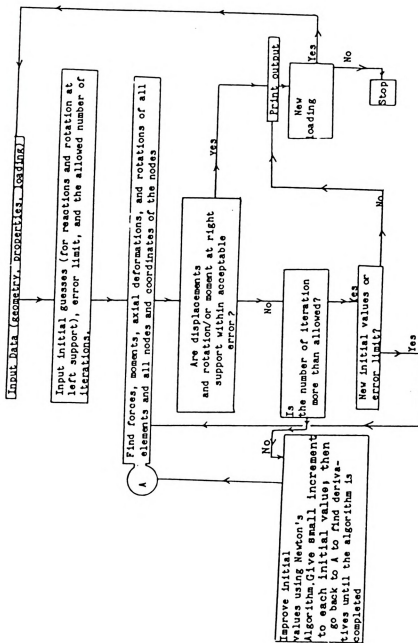 Input Data (geometry, properties, loading)
Input initial guesses (for reactions and rotation at
left support), error limit, and the allowed number of
iterations.
A
Find forces, moments, axial deformations, and rotations of all
elements and all nodes and coordinates of the nodes
Are displacements
and rotation/or moment at right
support within acceptable
error?
Yes
No
Is
the number of iteration
more than allowed?
No
Yes
Improve initial
values using Newton's
Algorithm.Give small increment
to each initial value; then
go back to A to find deriva-
tives until the algorithm is
completed
New initial values or
error limit?
Yes
No
Print output
New
loading
Yes
No
Stop